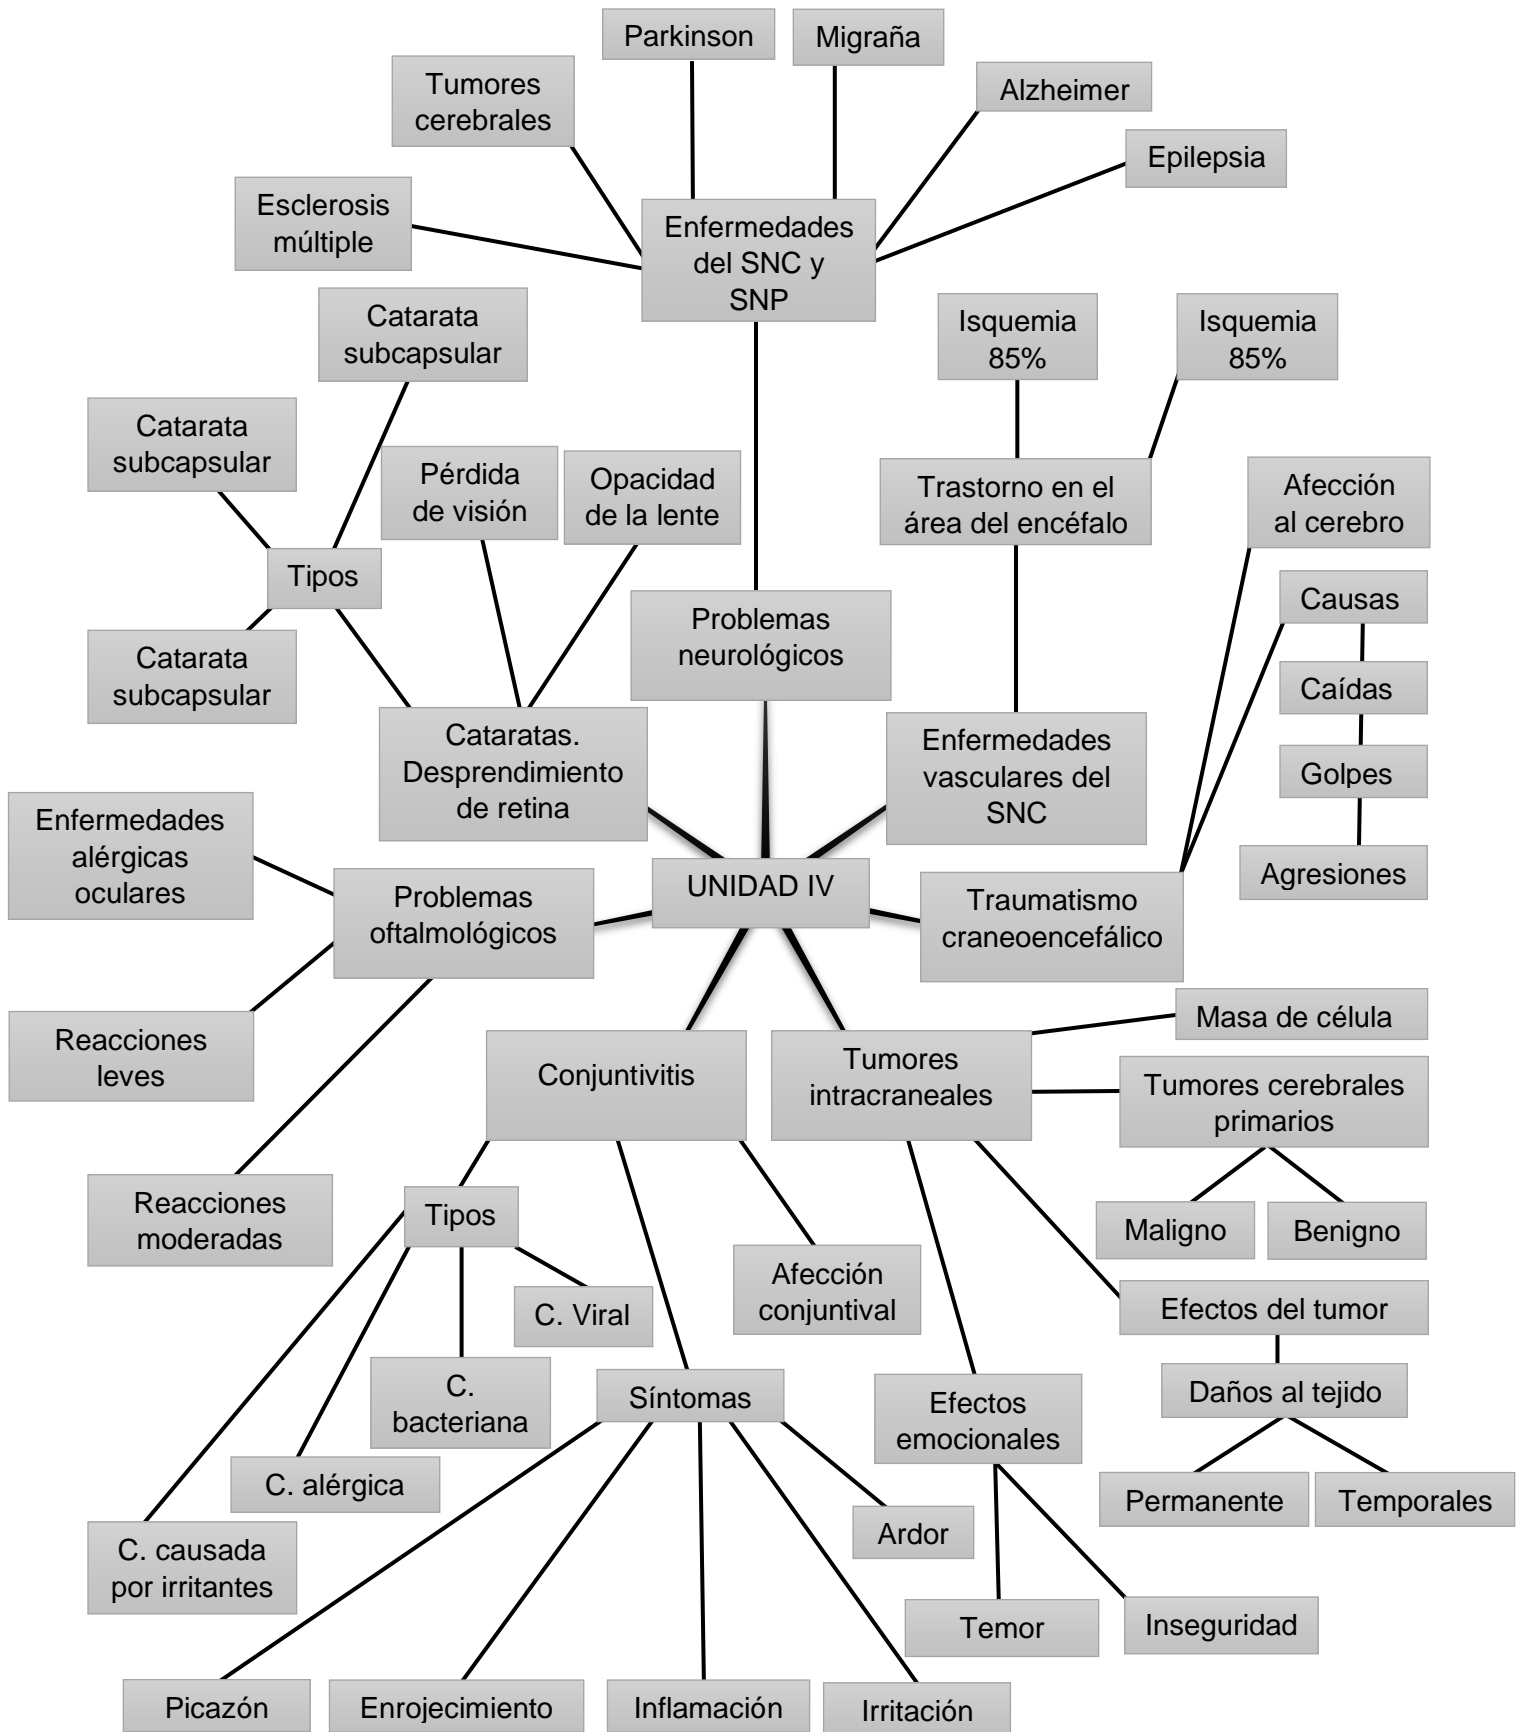 Parkinson
Migraña
Tumores
cerebrales
Alzheimer
Epilepsia
Esclerosis
múltiple
Enfermedades
del SNC y
SNP
Catarata
subcapsular
Isquemia
85%
Isquemia
85%
Catarata
subcapsular
Pérdida
de visión
Opacidad
de la lente
Trastorno en el
área del encéfalo
Afección
al cerebro
Tipos
Causas
Problemas
neurológicos
Catarata
subcapsular
Caídas
Cataratas.
Desprendimiento
de retina
Enfermedades
vasculares del
SNC
Golpes
Enfermedades
alérgicas
oculares
Agresiones
Problemas
oftalmológicos
UNIDAD IV
Traumatismo
craneoencefálico
Reacciones
leves
Masa de célula
Conjuntivitis
Tumores
intracraneales
Tumores cerebrales
primarios
Reacciones
moderadas
Tipos
Maligno
Benigno
Afección
conjuntival
C. Viral
Efectos del tumor
C.
bacteriana
Síntomas
Efectos
emocionales
Daños al tejido
C. alérgica
Permanente
Temporales
Ardor
C. causada
por irritantes
Temor
Inseguridad
Picazón
Enrojecimiento
Inflamación
Irritación